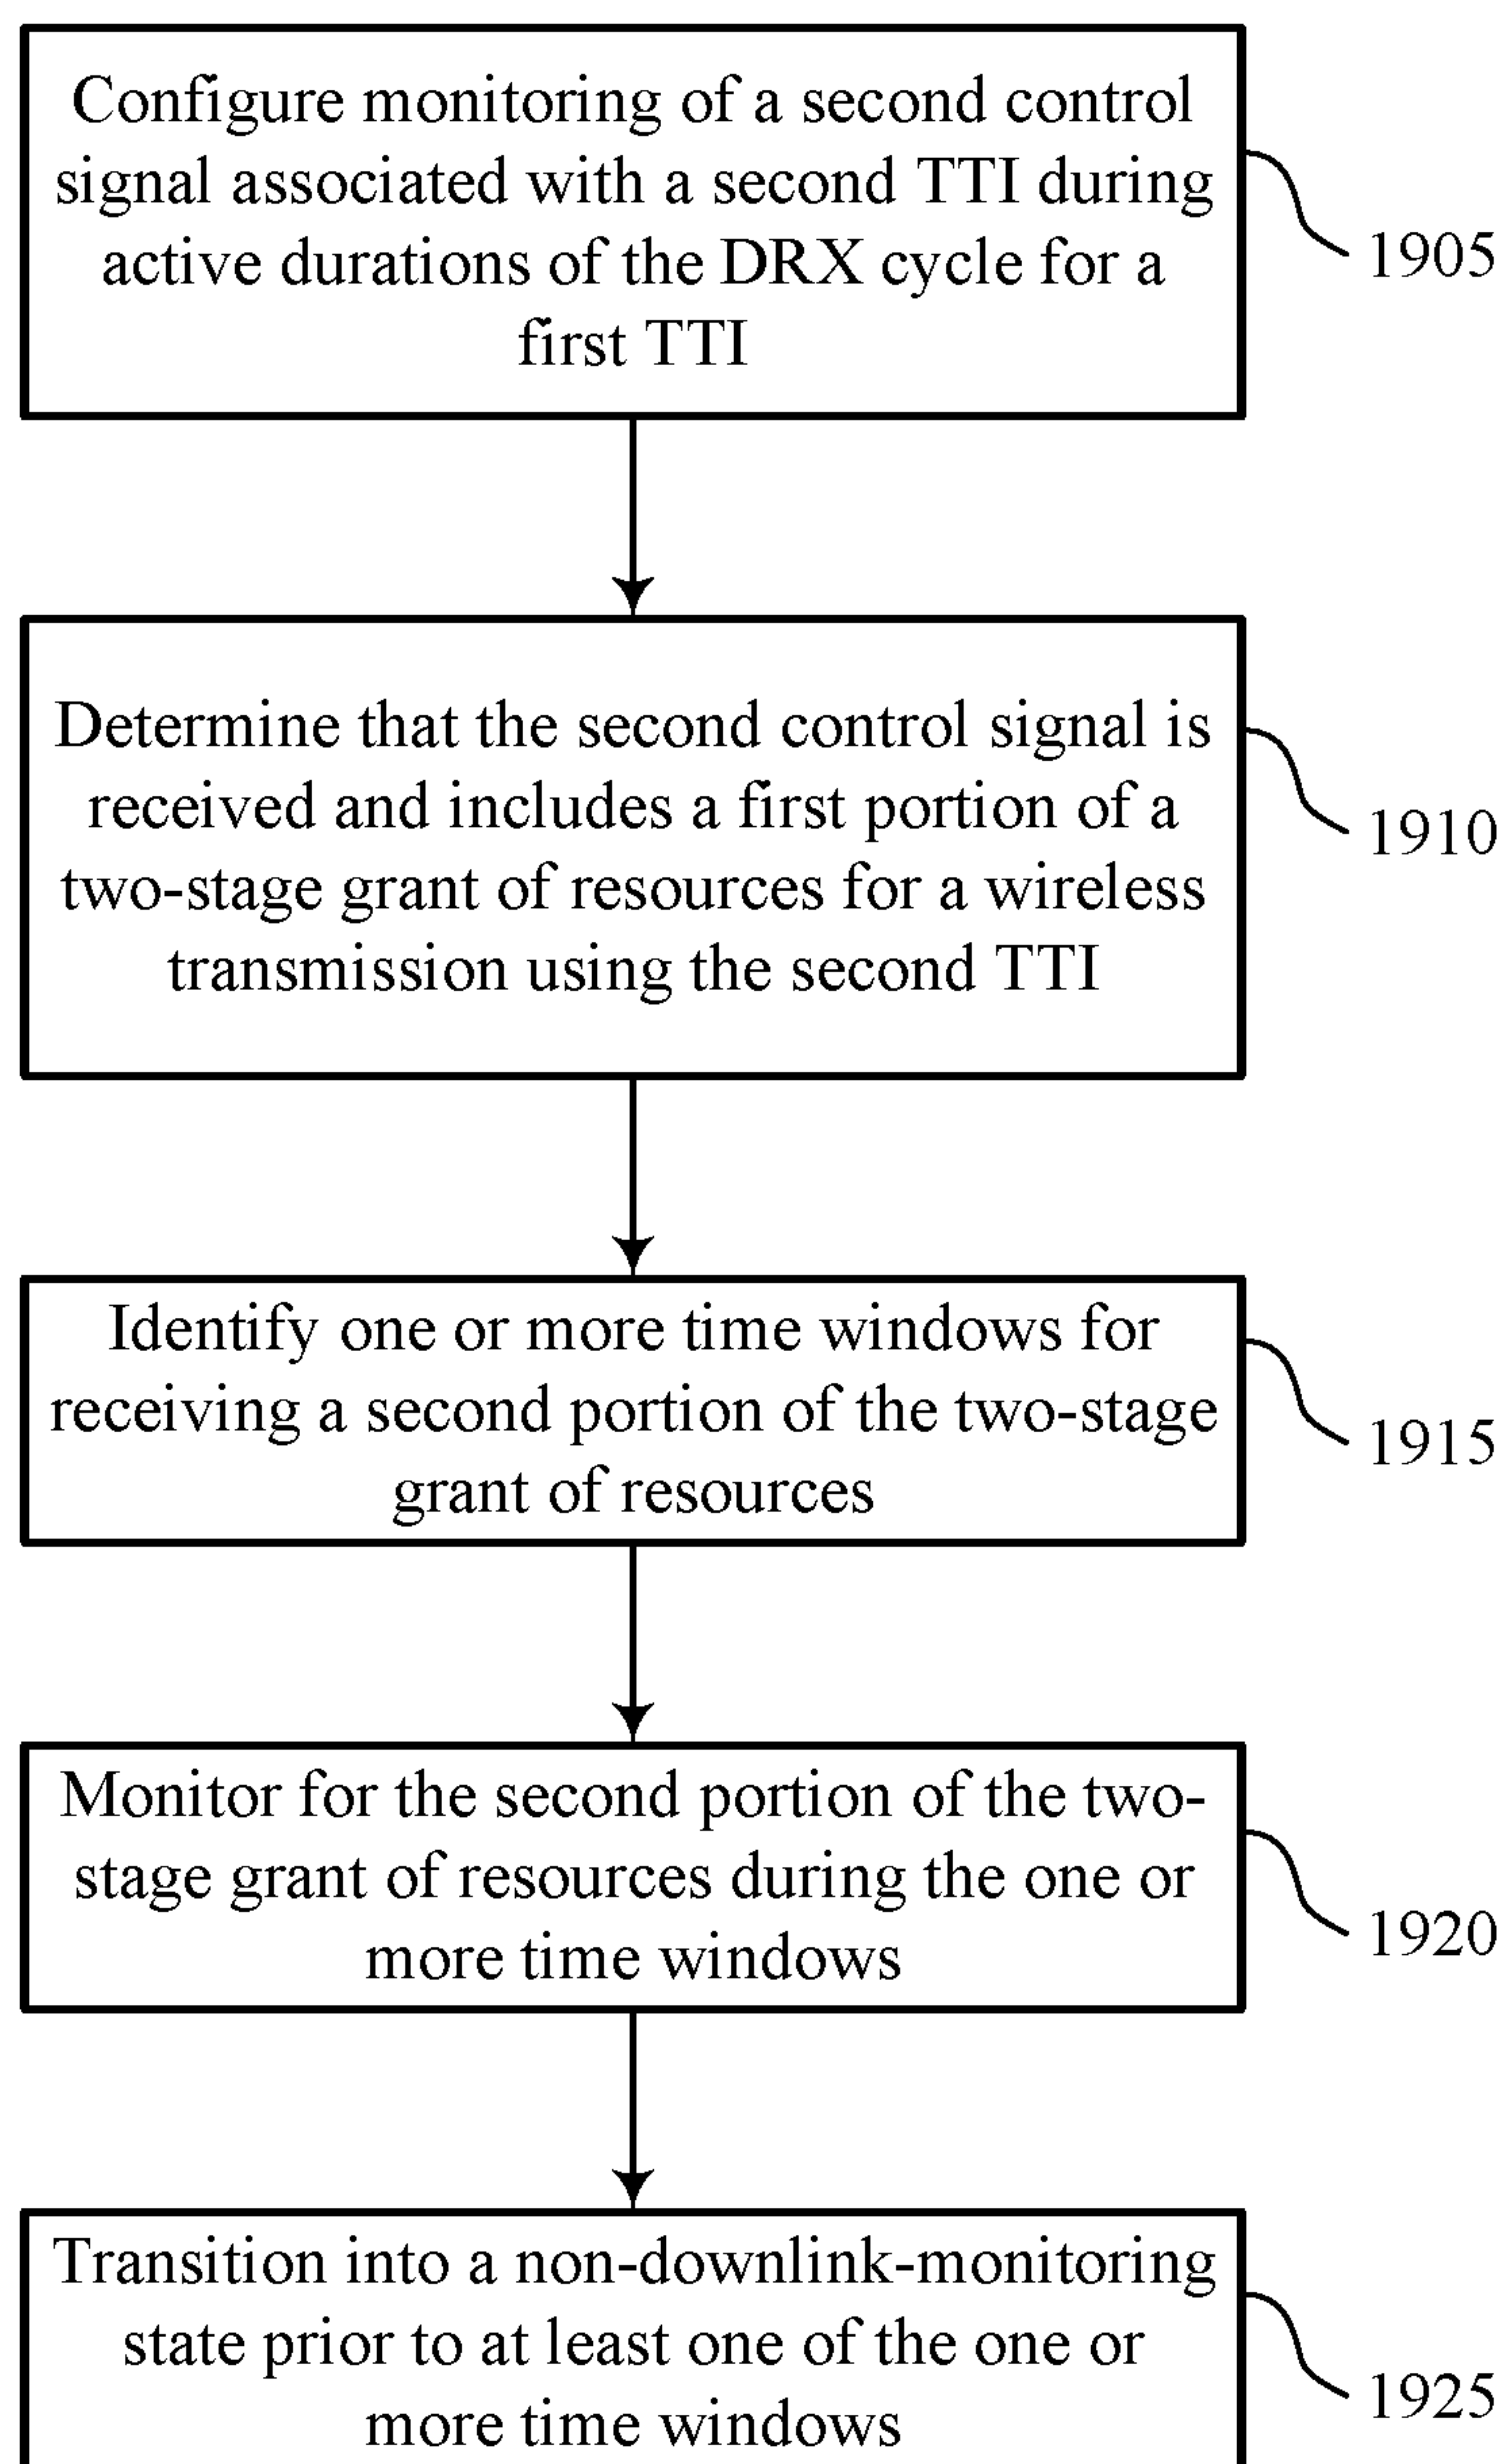 Configure monitoring of a second control
signal associated with a second TTI during
active durations of the DRX cycle for a
first TTI
1905
Determine that the second control signal is
received and includes a first portion of a
two-stage grant of resources for a wireless
transmission using the second TTI
1910
Identify one or more time windows for
receiving a second portion of the two-stage
grant of resources
1915
Monitor for the second portion of the two-
stage grant of resources during the one or
more time windows
1920
Transition into a non-downlink-monitoring
state prior to at least one of the one or
more time windows
1925